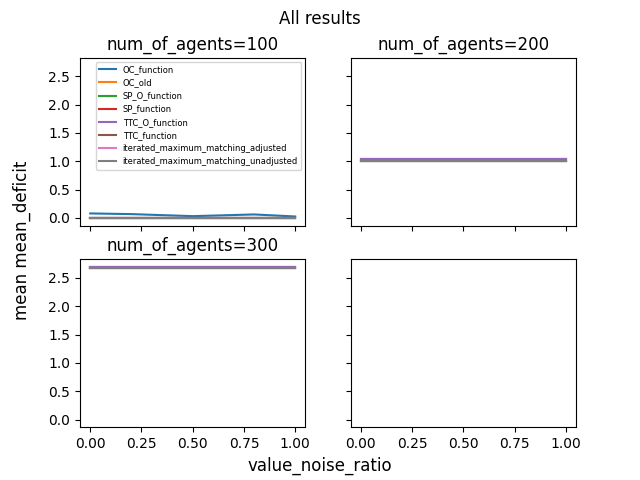 All results
num_of_agents=100
num_of_agents=200
OC_function
OC_old
SP_O_function
SP_function
TTC_O_function
TTC_function
iterated_maximum_matching_adjusted
iterated_maximum_matching_unadjusted
2.5
2.0
1.5
1.0
0.5
0.0
mean mean_deficit
num_of_agents=300
2.5
2.0
1.5
1.0
0.5
0.0
0.00 0.25 0.50 0.75 1.00
0.00 0.25 0.50 0.75 1.00
value_noise_ratio